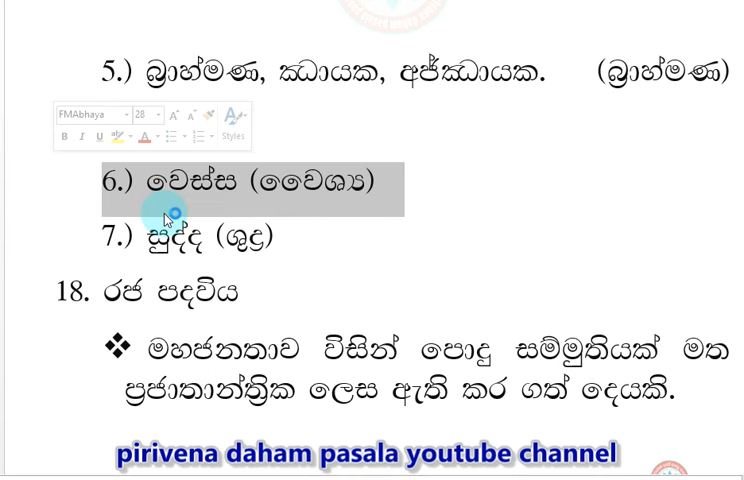 5.) බ්‍රාහ්මණ, ඣායක, අජ්ඣායක. (බ්‍රාහ්මණ)
FMAbhaya 28
B I U Styles
6.) වෙස්ස (වෛශ්‍ය)
7.) සුද්ද (ශුද්‍ර)
18. රජ පදවිය
❖ මහජනතාව විසින් පොදු සම්මුතියක් මත
ප්‍රජාතාන්ත්‍රික ලෙස ඇති කර ගත් දෙයකි.
pirivena daham pasala youtube channel